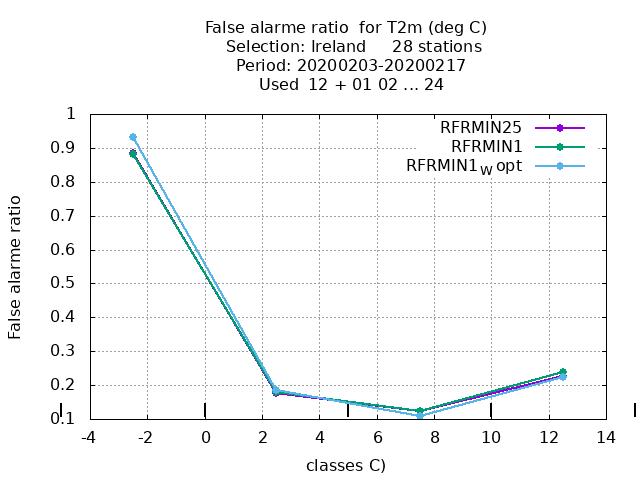 False alarme ratio  for T2m (deg C)
Selection: Ireland     28 stations
Period: 20200203-20200217
Used  12 + 01 02 ... 24
RFRMIN25
RFRMIN1
RFRMIN1w opt
False alarme ratio
1
0.9
0.8
0.7
0.6
0.5
0.4
0.3
0.2
0.1
-4 -2 0 2 4 6 8 10 12 14
classes C)